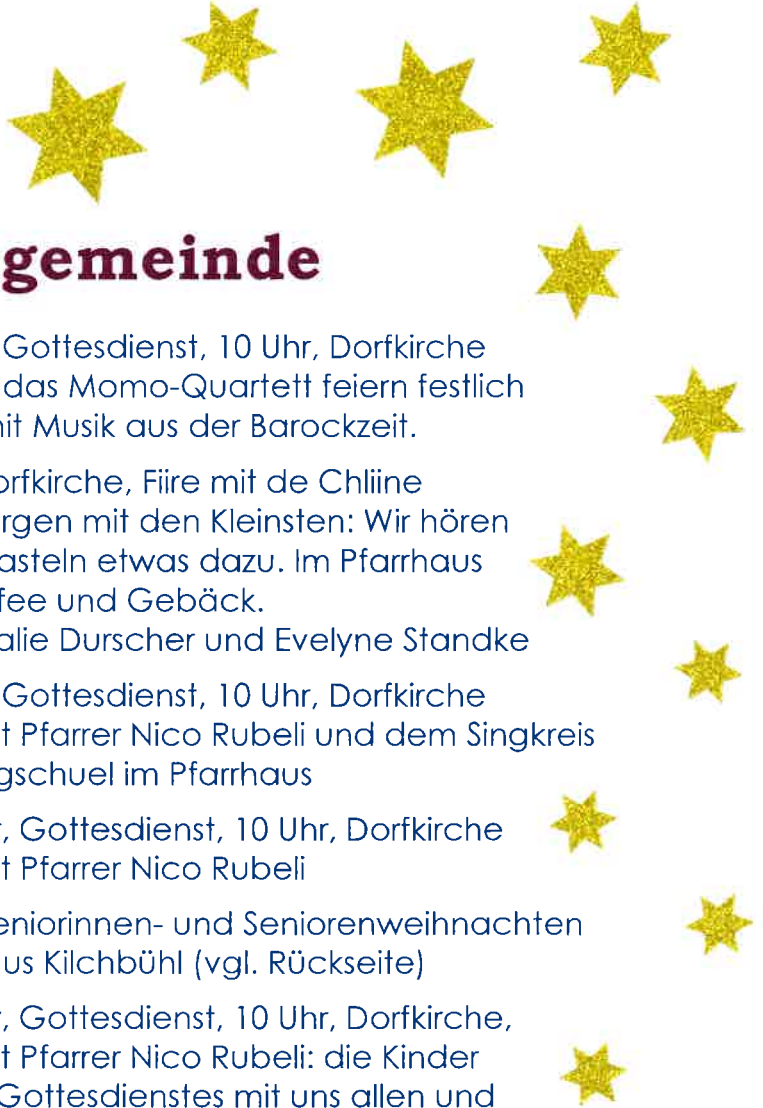 gemeinde
Gottesdienst, 10 Uhr, Dorfkirche
das Momo-Quartett feiern festlich
nit Musik aus der Barockzeit.
orfkirche, Fiire mit de Chliine
rgen mit den Kleinsten: Wir hören
asteln etwas dazu. Im Pfarrhaus
fee und Gebäck.
alie Durscher und Evelyne Standke
Gottesdienst, 10 Uhr, Dorfkirche
t Pfarrer Nico Rubeli und dem Singkreis
gschuel im Pfarrhaus
, Gottesdienst, 10 Uhr, Dorfkirche
t Pfarrer Nico Rubeli
eniorinnen- und Seniorenweihnachten
us Kilchbühl (vgl. Rückseite)
, Gottesdienst, 10 Uhr, Dorfkirche,
t Pfarrer Nico Rubeli: die Kinder
Gottesdienstes mit uns allen und